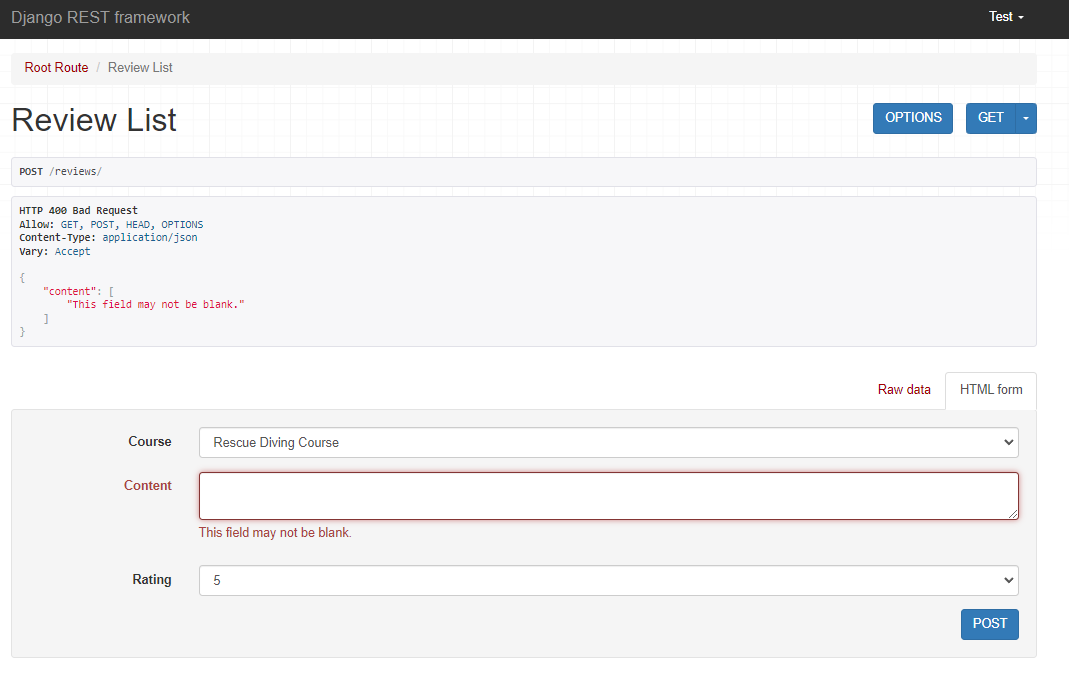 Django REST framework
Test
Root Route / Review List
Review List
OPTIONS
GET
POST /reviews/
HTTP 400 Bad Request
Allow: GET, POST, HEAD, OPTIONS
Content-Type: application/json
Vary: Accept
{
    "content": [
        "This field may not be blank."
    ]
}
Raw data
HTML form
Course
Rescue Diving Course
Content
This field may not be blank.
Rating
5
POST